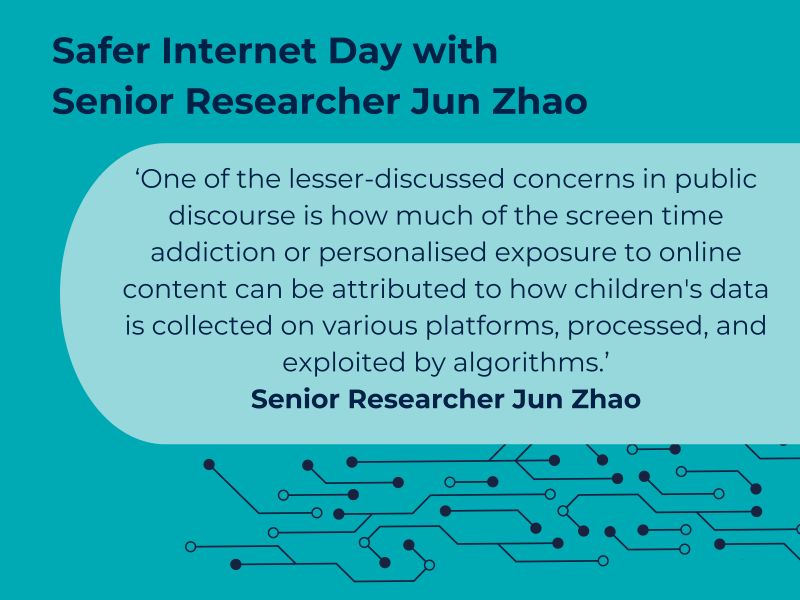 Safer Internet Day with
Senior Researcher Jun Zhao
‘One of the lesser-discussed concerns in public
discourse is how much of the screen time
addiction or personalised exposure to online
content can be attributed to how children's data
is collected on various platforms, processed, and
exploited by algorithms.’
Senior Researcher Jun Zhao